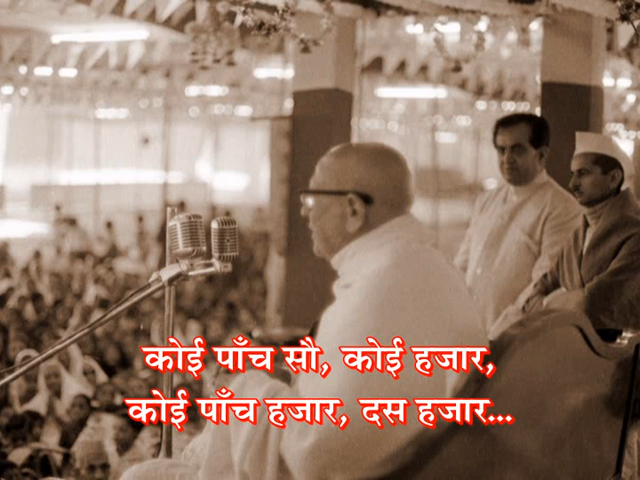 कोई पाँच सौ, कोई हजार,
कोई पाँच हजार, दस हजार...